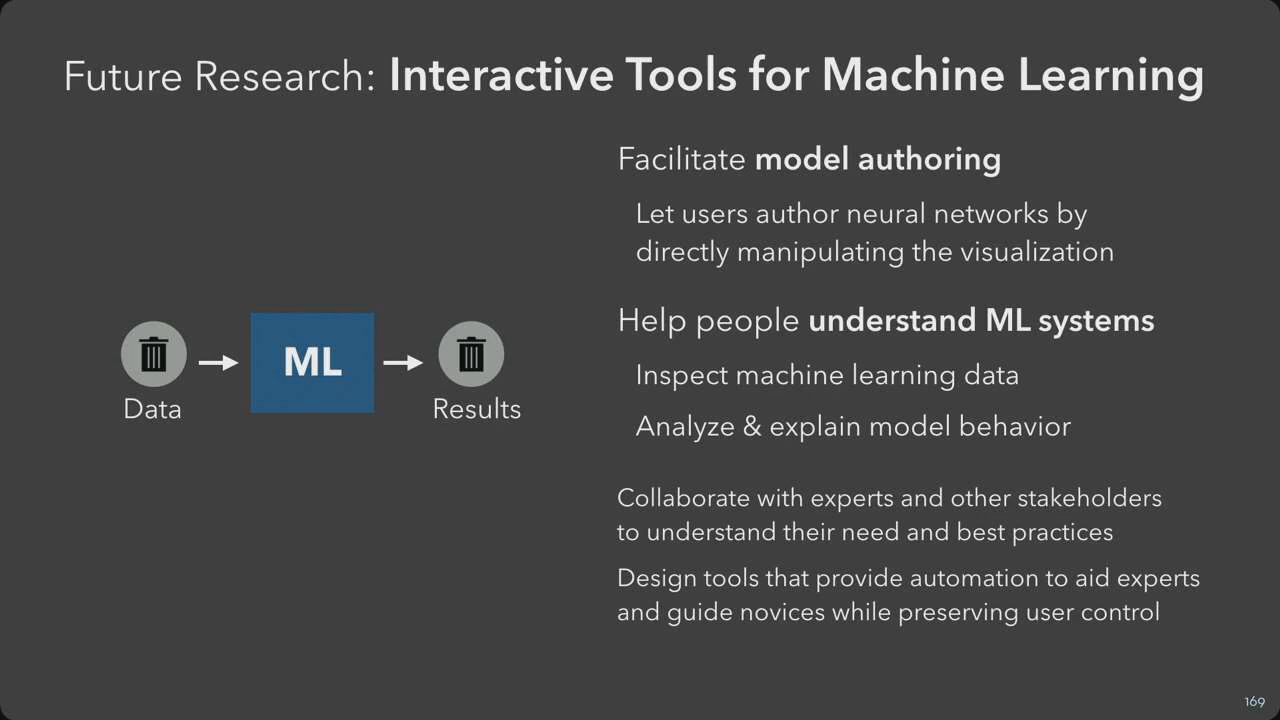 Future Research: Interactive Tools for Machine Learning
Facilitate model authoring
Let users author neural networks by
directly manipulating the visualization
Help people understand ML systems
Inspect machine learning data
Analyze & explain model behavior
Collaborate with experts and other stakeholders
to understand their need and best practices
Design tools that provide automation to aid experts
and guide novices while preserving user control
ML
Data
Results
169